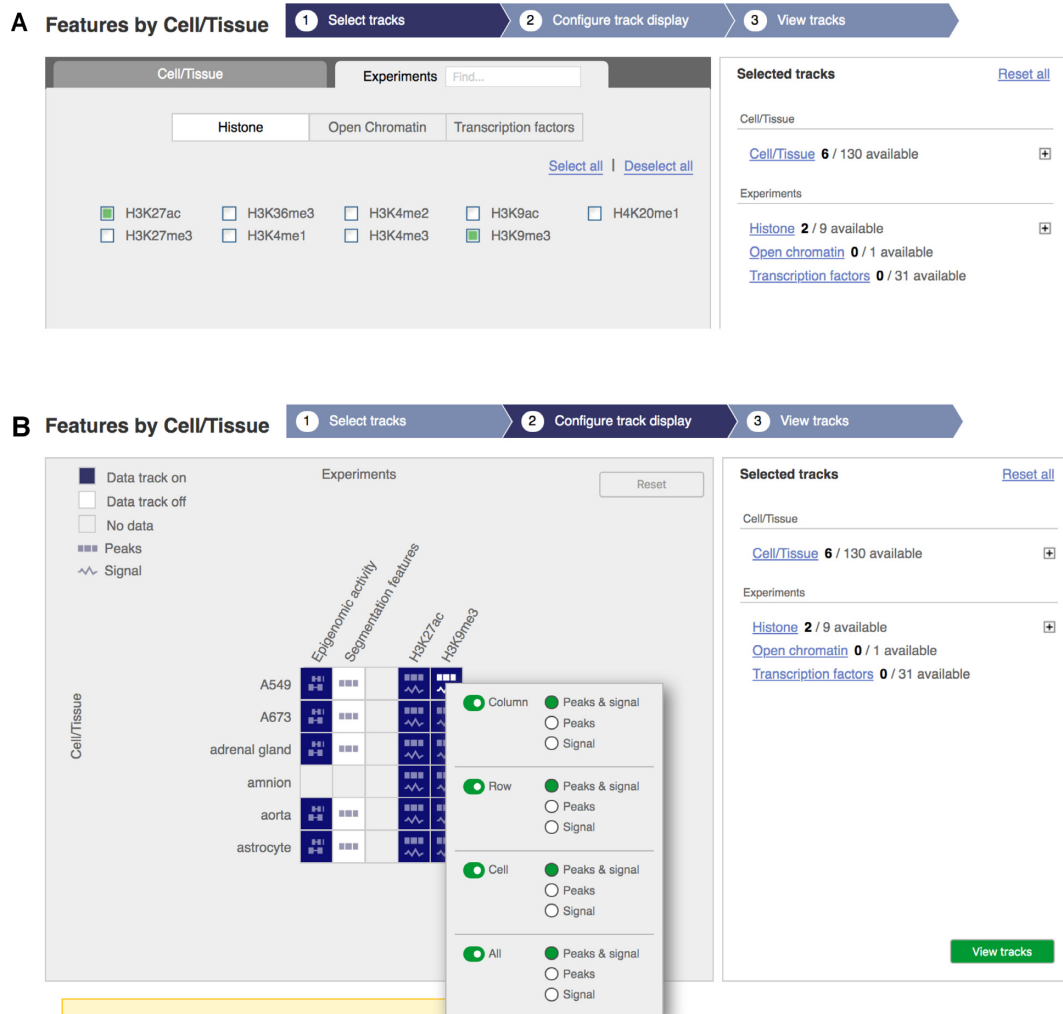 A Features by Cell/Tissue 1 Select tracks 2 Configure track display 3 View tracks
Cell/Tissue Experiments Find...
Histone Open Chromatin Transcription factors
Select all | Deselect all
H3K27ac H3K36me3 H3K4me2 H3K9ac H4K20me1
H3K27me3 H3K4me1 H3K4me3 H3K9me3
Selected tracks Reset all
Cell/Tissue
Cell/Tissue 6 / 130 available
Experiments
Histone 2 / 9 available
Open chromatin 0 / 1 available
Transcription factors 0 / 31 available
B Features by Cell/Tissue 1 Select tracks 2 Configure track display 3 View tracks
Data track on
Data track off
No data
Peaks
Signal
Experiments
Reset
Epigenomic activity
Segmentation features
H3K27ac
H3K9me3
Cell/Tissue
A549
A673
adrenal gland
amnion
aorta
astrocyte
Column Peaks & signal
Peaks
Signal
Row Peaks & signal
Peaks
Signal
Cell Peaks & signal
Peaks
Signal
All Peaks & signal
Peaks
Signal
Selected tracks Reset all
Cell/Tissue
Cell/Tissue 6 / 130 available
Experiments
Histone 2 / 9 available
Open chromatin 0 / 1 available
Transcription factors 0 / 31 available
View tracks